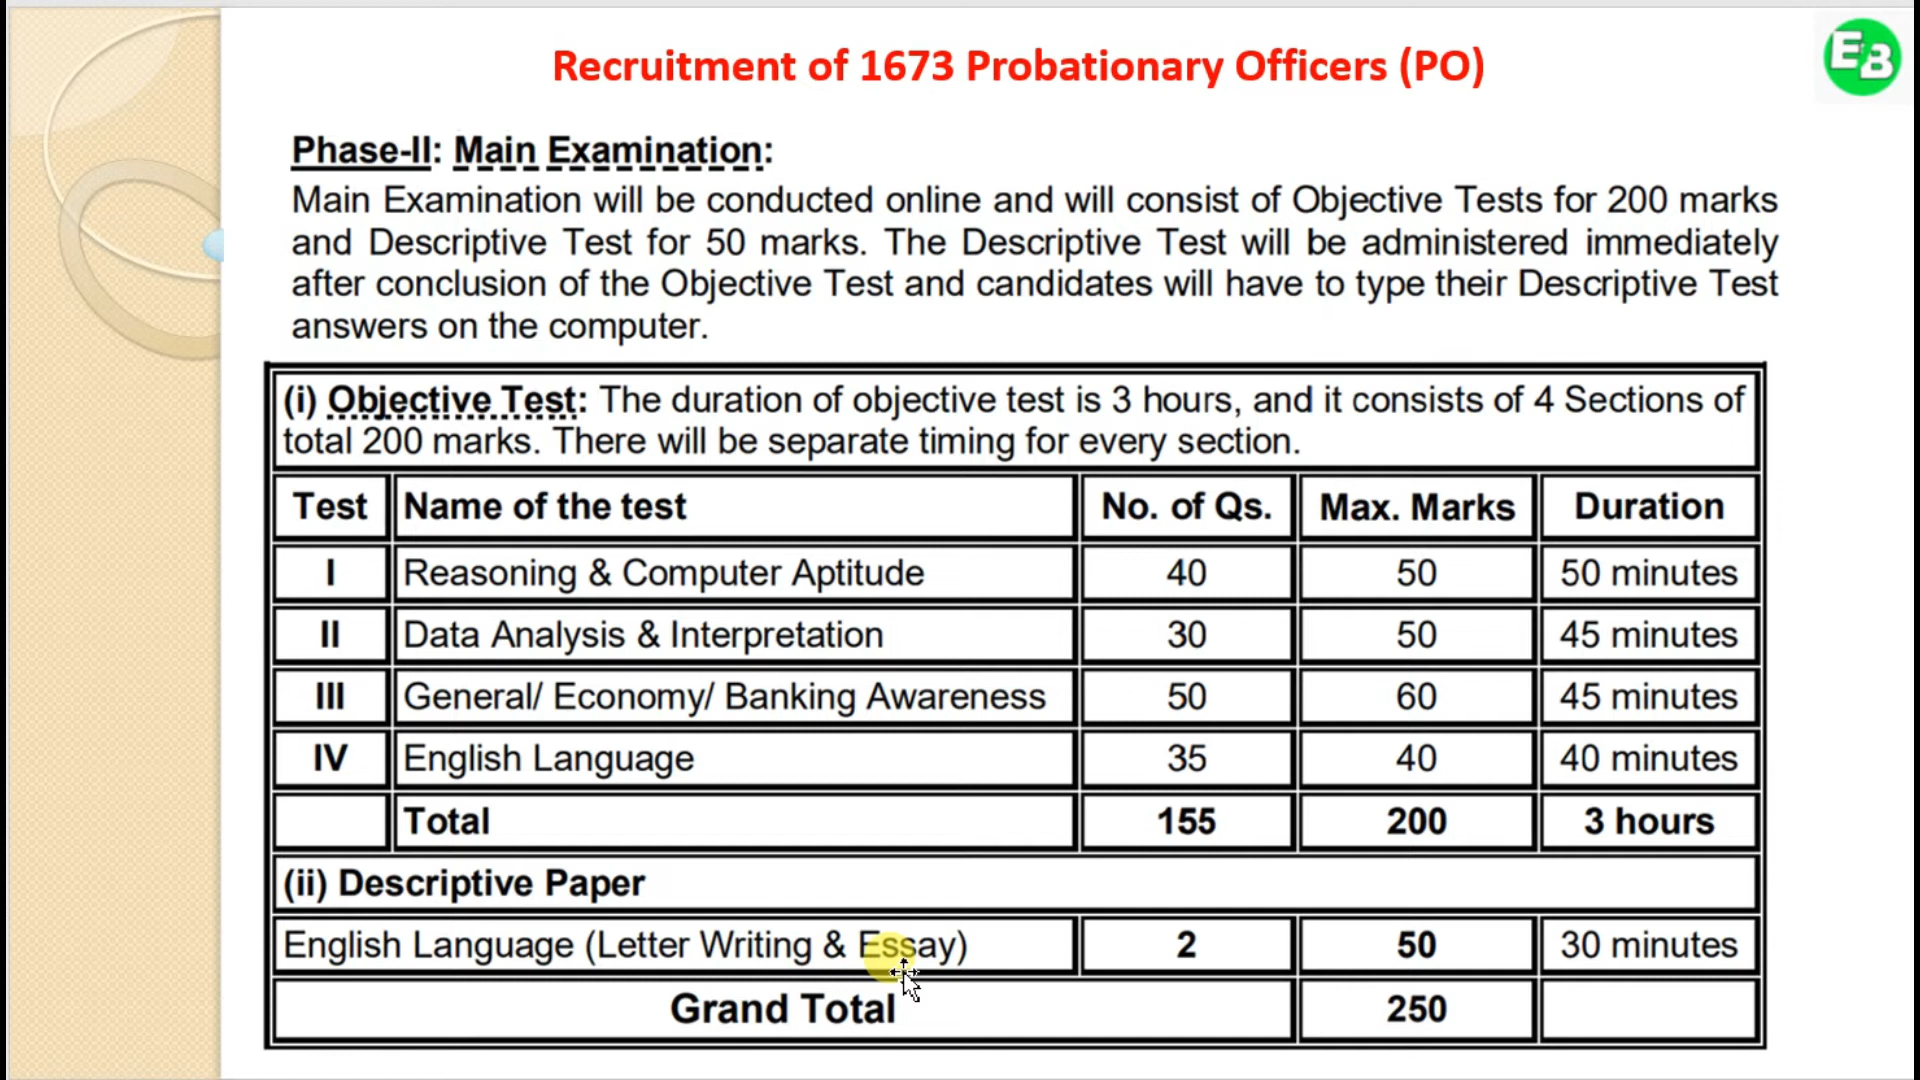 Recruitment of 1673 Probationary Officers (PO)
EB
Phase-II: Main Examination:
Main Examination will be conducted online and will consist of Objective Tests for 200 marks
and Descriptive Test for 50 marks. The Descriptive Test will be administered immediately
after conclusion of the Objective Test and candidates will have to type their Descriptive Test
answers on the computer.
(i) Objective Test: The duration of objective test is 3 hours, and it consists of 4 Sections of
total 200 marks. There will be separate timing for every section.
Test Name of the test No. of Qs. Max. Marks Duration
I Reasoning & Computer Aptitude 40 50 50 minutes
II Data Analysis & Interpretation 30 50 45 minutes
III General/ Economy/ Banking Awareness 50 60 45 minutes
IV English Language 35 40 40 minutes
Total 155 200 3 hours
(ii) Descriptive Paper
English Language (Letter Writing & Essay) 2 50 30 minutes
Grand Total 250